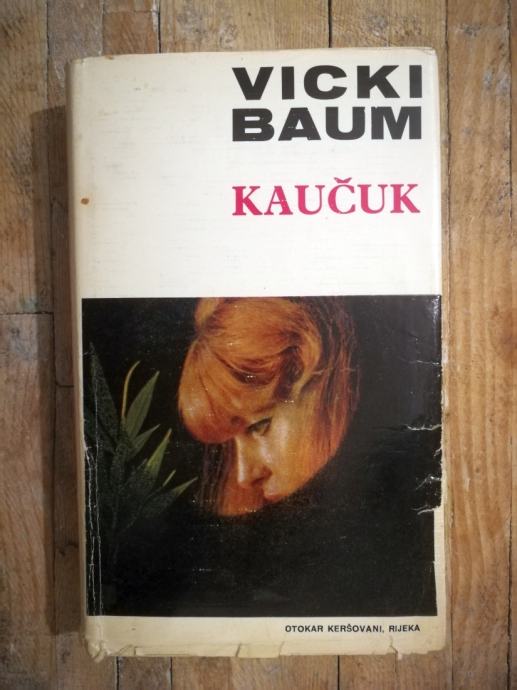 VICKI
BAUM
KAUČUK
OTOKAR KERŠOVANI, RIJEKA